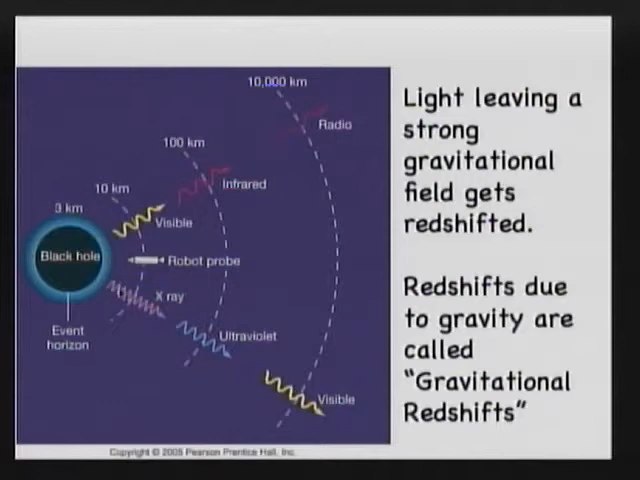 10,000 km
Radio
100 km
Infrared
10 km
3 km
Visible
Black hole
Robot probe
X ray
Event
horizon
Ultraviolet
Visible
Copyright © 2005 Pearson Prentice Hall, Inc.
Light leaving a
strong
gravitational
field gets
redshifted.
Redshifts due
to gravity are
called
“Gravitational
Redshifts”